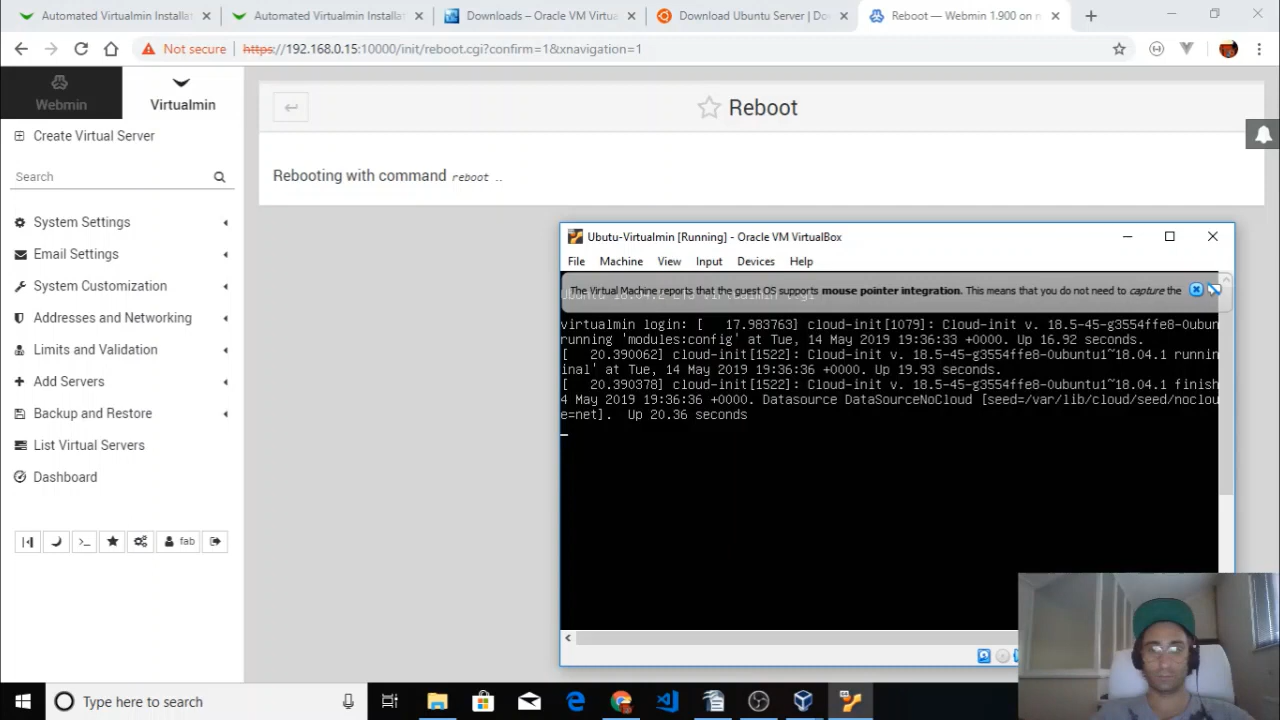 Automated Virtualmin Installa
Automated Virtualmin Installa
Downloads – Oracle VM Virtua
Download Ubuntu Server | Do
Reboot — Webmin 1.900 on n
Not secure
https://192.168.0.15:10000/init/reboot.cgi?confirm=1&xnavigation=1
Webmin
Virtualmin
Create Virtual Server
Search
System Settings
Email Settings
System Customization
Addresses and Networking
Limits and Validation
Add Servers
Backup and Restore
List Virtual Servers
Dashboard
fab
Reboot
Rebooting with command reboot ..
Ubutu-Virtualmin [Running] - Oracle VM VirtualBox
File Machine View Input Devices Help
The Virtual Machine reports that the guest OS supports mouse pointer integration. This means that you do not need to capture the
Ubuntu 18.04.2 LTS virtualmin tty1
virtualmin login: [   17.983763] cloud-init[1079]: Cloud-init v. 18.5-45-g3554ffe8-0ubun
running 'modules:config' at Tue, 14 May 2019 19:36:33 +0000. Up 16.92 seconds.
[   20.390062] cloud-init[1522]: Cloud-init v. 18.5-45-g3554ffe8-0ubuntu1~18.04.1 runnin
inal' at Tue, 14 May 2019 19:36:36 +0000. Up 19.93 seconds.
[   20.390378] cloud-init[1522]: Cloud-init v. 18.5-45-g3554ffe8-0ubuntu1~18.04.1 finish
4 May 2019 19:36:36 +0000. Datasource DataSourceNoCloud [seed=/var/lib/cloud/seed/noclou
e=net].  Up 20.36 seconds
Type here to search